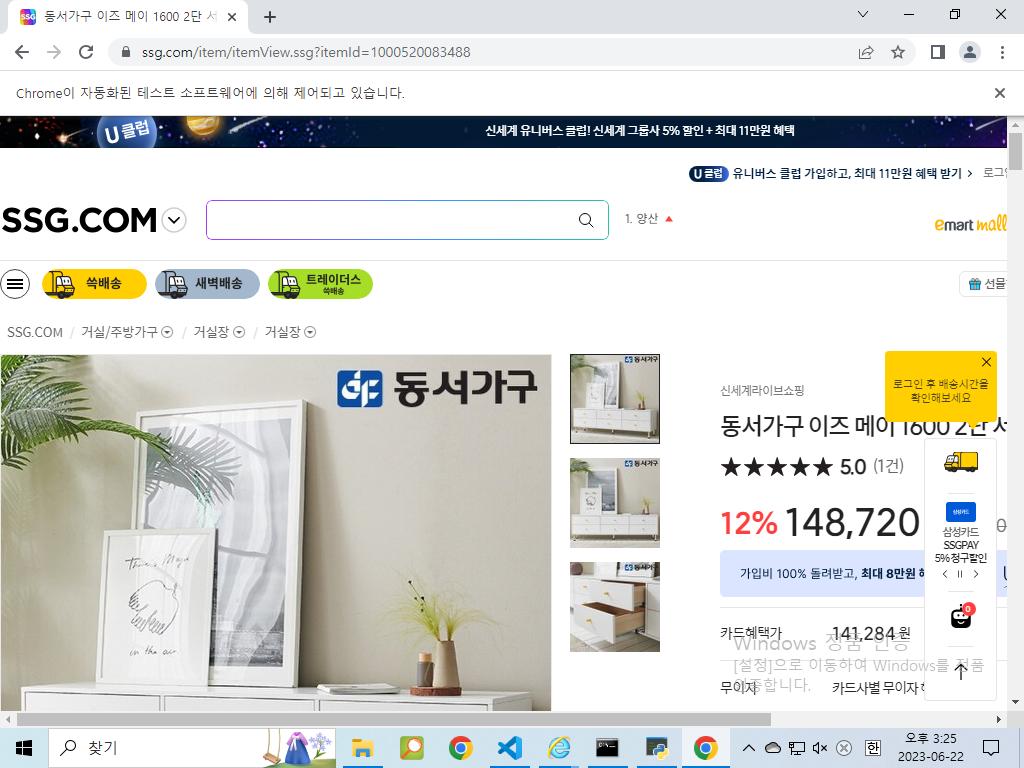 동서가구 이즈 메이 1600 2단 서
ssg.com/item/itemView.ssg?itemId=1000520083488
Chrome이 자동화된 테스트 소프트웨어에 의해 제어되고 있습니다.
U클럽
신세계 유니버스 클럽! 신세계 그룹사 5% 할인 + 최대 11만원 혜택
U클럽 유니버스 클럽 가입하고, 최대 11만원 혜택 받기 > 로그인
SSG.COM
1. 양산
emart mall
쓱배송
새벽배송
트레이더스
쓱배송
선물
SSG.COM / 거실/주방가구 / 거실장 / 거실장
동서가구
신세계라이브쇼핑
로그인 후 배송시간을
확인해보세요
동서가구 이즈 메이 1600 2단 서
5.0 (1건)
12% 148,720
삼성카드
삼성카드
SSGPAY
5% 청구할인
가입비 100% 돌려받고, 최대 8만원 혜
0
카드혜택가 141,284 원
Windows 정품 인증
[설정]으로 이동하여 Windows를 정품
인증합니다.
무이자 카드사별 무이자 혜
찾기
오후 3:25
2023-06-22
한